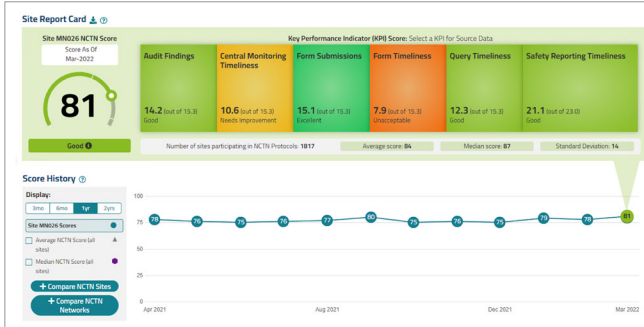 Site Report Card
Site MN026 NCTN Score
Score As Of
Mar-2022
81
Good
Key Performance Indicator (KPI) Score: Select a KPI for Source Data
Audit Findings
14.2 (out of 15.3)
Good
Central Monitoring
Timeliness
10.6 (out of 15.3)
Needs Improvement
Form Submissions
15.1 (out of 15.3)
Excellent
Form Timeliness
7.9 (out of 15.3)
Unacceptable
Query Timeliness
12.3 (out of 15.3)
Good
Safety Reporting Timeliness
21.1 (out of 23.0)
Good
Number of sites participating in NCTN Protocols: 1817
Average score: 84
Median score: 87
Standard Deviation: 14
Score History
Display:
3mo 6mo 1yr 2yrs
Site MN026 Scores
Average NCTN Score (all
sites)
Median NCTN Score (all
sites)
+ Compare NCTN Sites
+ Compare NCTN
Networks
100
75
50
25
0
78 76 75 76 77 80 75 76 75 79 78 81
Apr 2021 Aug 2021 Dec 2021 Mar 2022